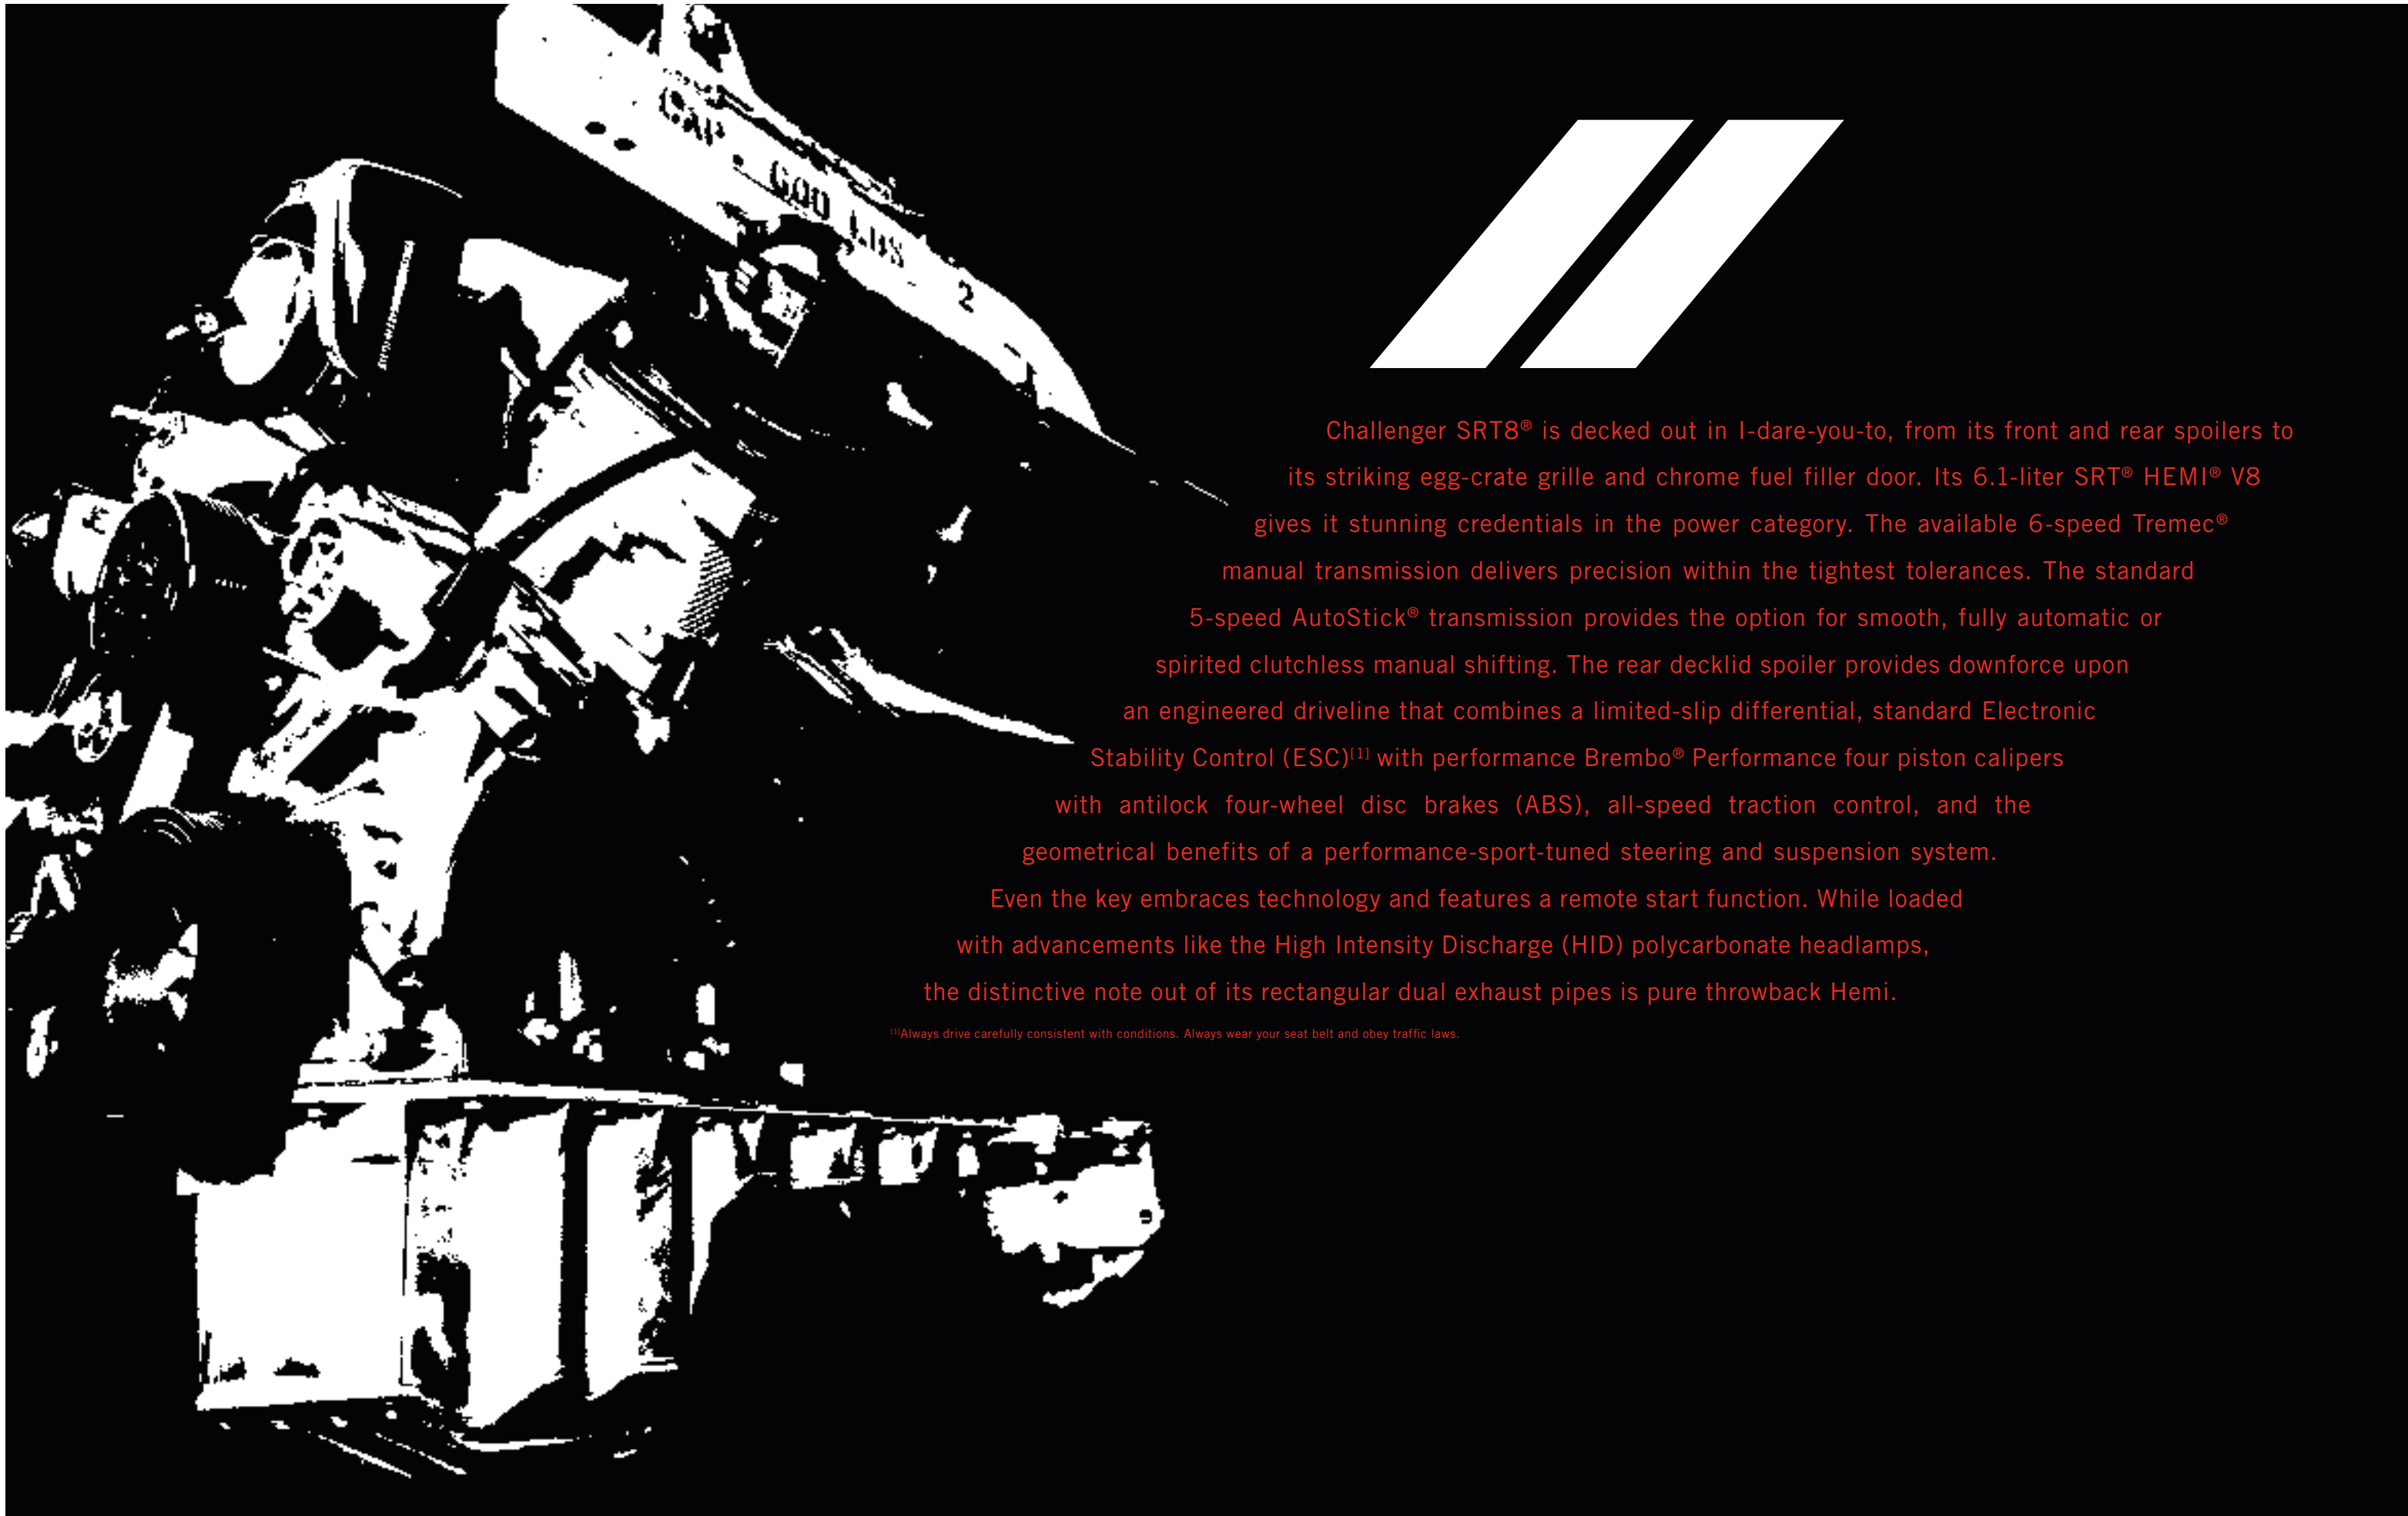 CAP. 600 LBS 2
Challenger SRT8® is decked out in I-dare-you-to, from its front and rear spoilers to
its striking egg-crate grille and chrome fuel filler door. Its 6.1-liter SRT® HEMI® V8
gives it stunning credentials in the power category. The available 6-speed Tremec®
manual transmission delivers precision within the tightest tolerances. The standard
5-speed AutoStick® transmission provides the option for smooth, fully automatic or
spirited clutchless manual shifting. The rear decklid spoiler provides downforce upon
an engineered driveline that combines a limited-slip differential, standard Electronic
Stability Control (ESC)[1] with performance Brembo® Performance four piston calipers
with antilock four-wheel disc brakes (ABS), all-speed traction control, and the
geometrical benefits of a performance-sport-tuned steering and suspension system.
Even the key embraces technology and features a remote start function. While loaded
with advancements like the High Intensity Discharge (HID) polycarbonate headlamps,
the distinctive note out of its rectangular dual exhaust pipes is pure throwback Hemi.
[1]Always drive carefully consistent with conditions. Always wear your seat belt and obey traffic laws.